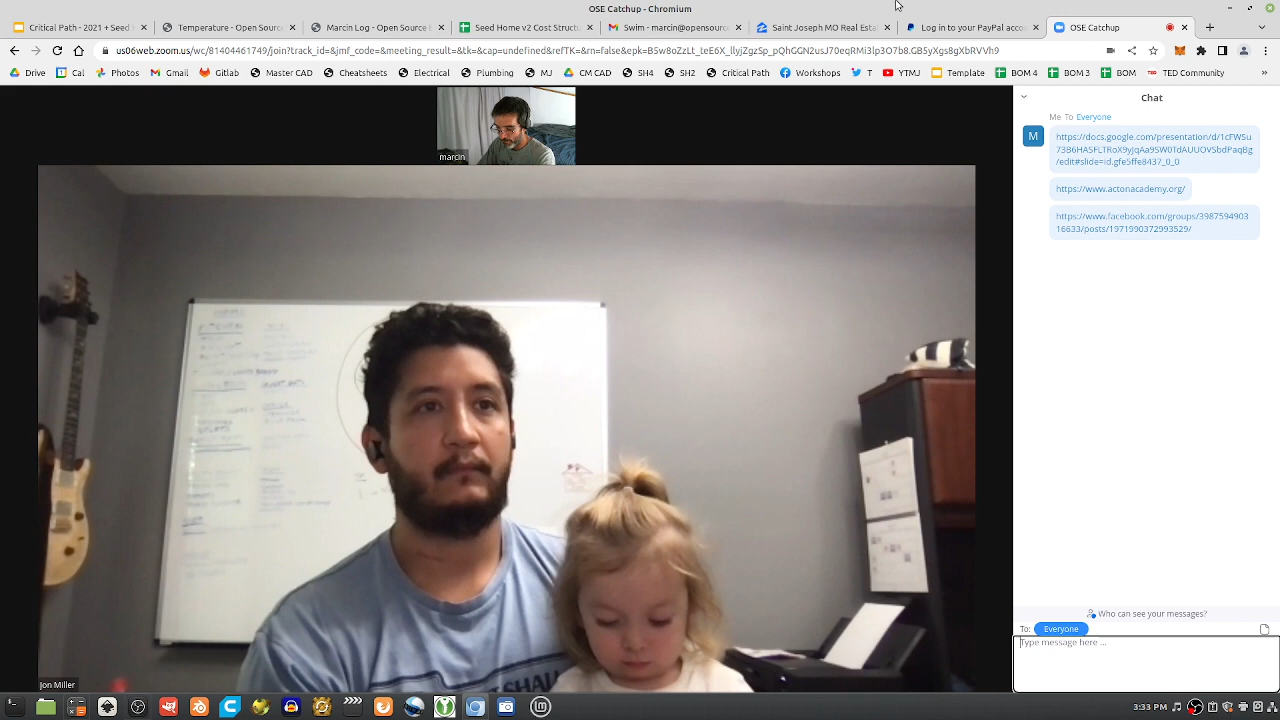 OSE Catchup - Chromium
Critical Path - 2021 + Seed
Temperature - Open Source
Marcin Log - Open Source E
Seed Home v2 Cost Structu
Swim - marcin@openisourc
Saint Joseph MO Real Esta
Log in to your PayPal acco
OSE Catchup
us06web.zoom.us/wc/81404461749/join?track_id=&jmf_code=&meeting_result=&tk=&cap=undefined&refTK=&rn=false&epk=B5w8oZzLt_teE6X_llyjZgzSp_pQhGGN2usJ70eqRMi3lp3O7b8.GB5yXgs8gXbRVVh9
Drive
Cal
Photos
Gmail
Gitlab
Master GD
Cheatsheets
Electrical
Plumbing
MJ
CM CAD
SH4
SH2
Critical Path
Workshops
T
YTMJ
Template
BOM 4
BOM 3
BOM
TED Community
»
marcin
Chat
Me To Everyone
M
https://docs.google.com/presentation/d/1cFWSu
73B6HASFLTRoX9yJqAa9SW0TdAUUOVSbdPaqBg
/edit#slide=id.gfe5ffe8437_0_0
https://www.actonacademy.org/
https://www.facebook.com/groups/3987594903
16633/posts/1971990372993529/
Jon Miller
Who can see your messages?
To: Everyone
Type message here ...
3:33 PM